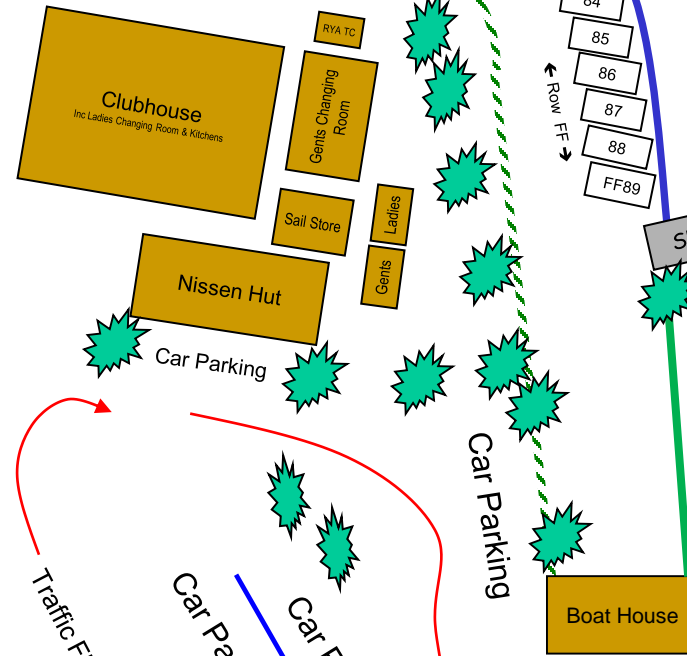 84
85
86
87
88
FF89
Row FF
RYA TC
Clubhouse
Inc Ladies Changing Room & Kitchens
Gents Changing
Room
Sail Store
Ladies
Gents
Nissen Hut
Car Parking
Car Parking
Traffic
Car
Car
Boat House